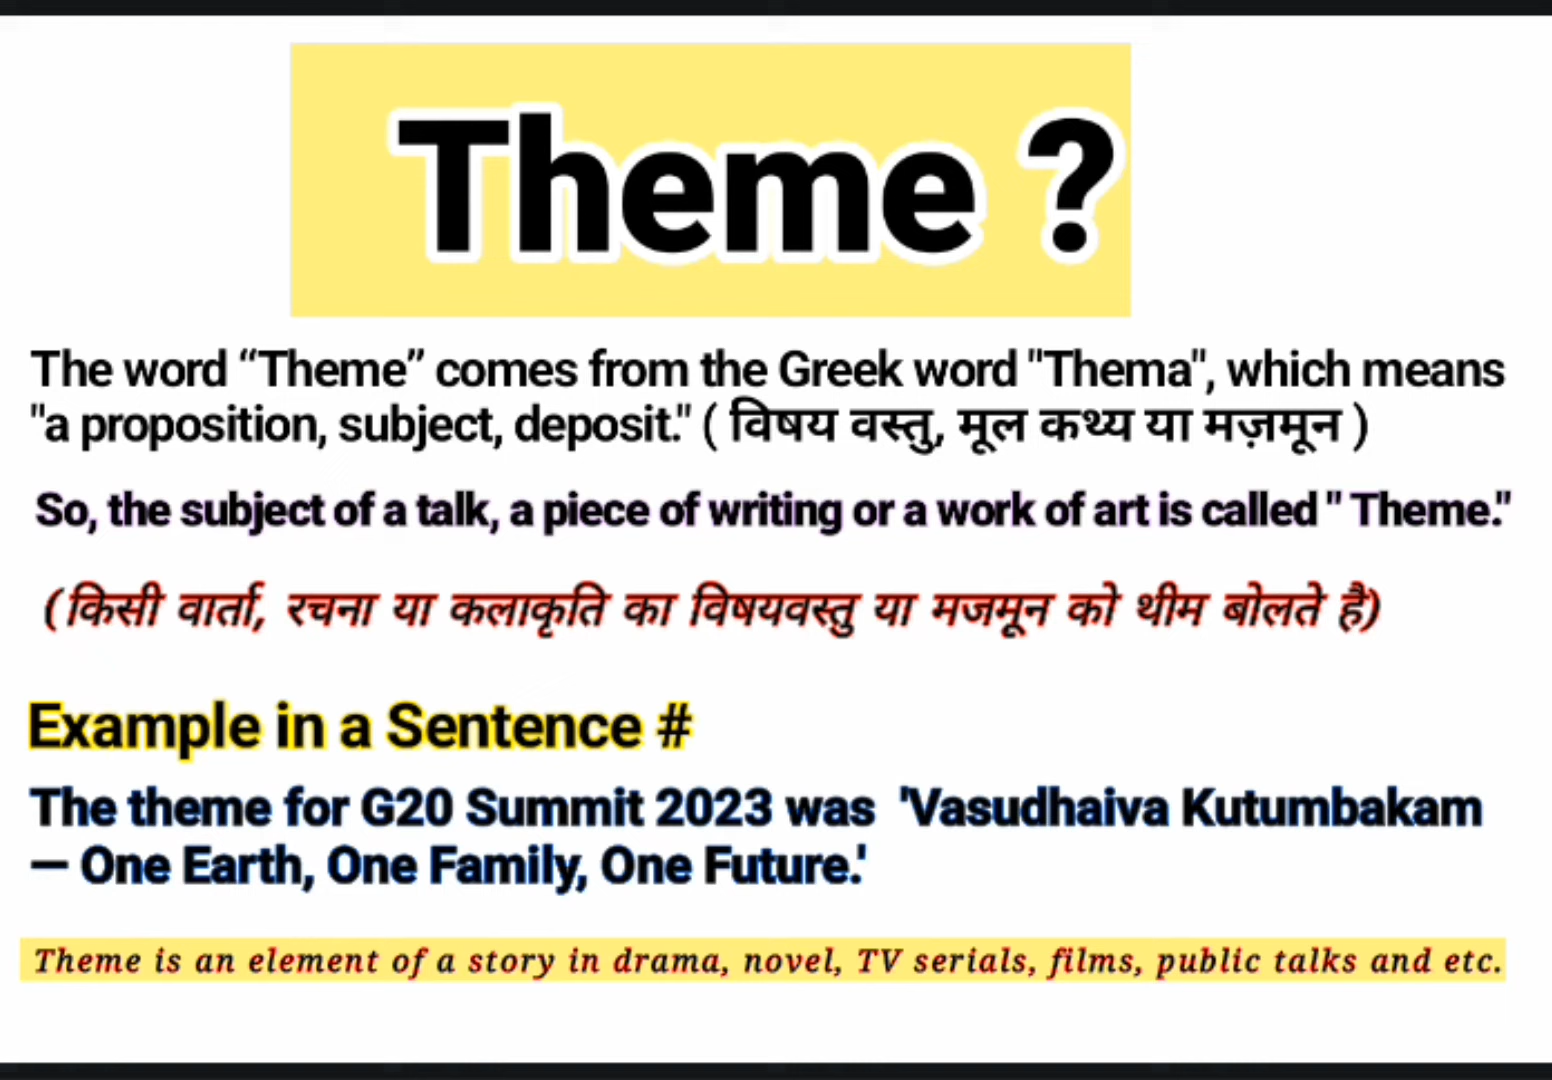 Theme ?
The word “Theme” comes from the Greek word "Thema", which means
"a proposition, subject, deposit." ( विषय वस्तु, मूल कथ्य या मज़मून )
So, the subject of a talk, a piece of writing or a work of art is called " Theme."
(किसी वार्ता, रचना या कलाकृति का विषयवस्तु या मजमून को थीम बोलते है)
Example in a Sentence #
The theme for G20 Summit 2023 was 'Vasudhaiva Kutumbakam
— One Earth, One Family, One Future.'
Theme is an element of a story in drama, novel, TV serials, films, public talks and etc.